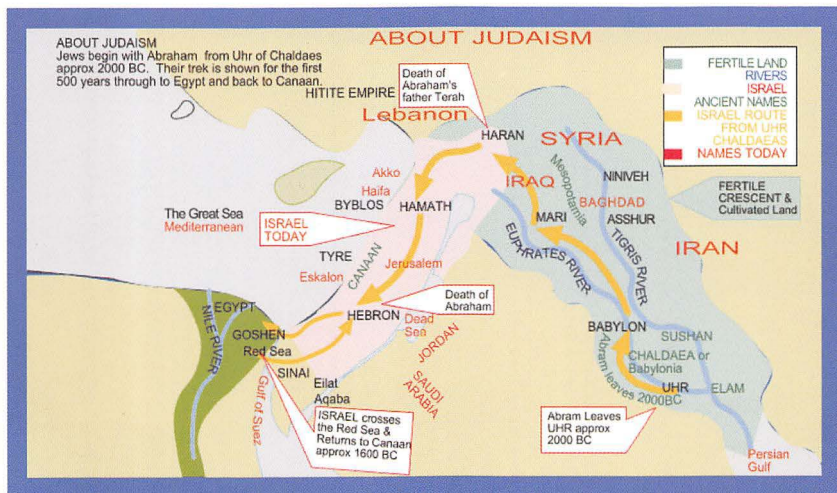 ABOUT JUDAISM
Jews begin with Abraham from Uhr of Chaldaes
approx 2000 BC. Their trek is shown for the first
500 years through to Egypt and back to Canaan.
ABOUT JUDAISM
HITITE EMPIRE
Lebanon
Death of
Abraham's
father Terah
HARAN
SYRIA
FERTILE LAND
RIVERS
ISRAEL
ANCIENT NAMES
ISRAEL ROUTE
FROM UHR
CHALDAEAS
NAMES TODAY
Akko
Haifa
BYBLOS
HAMATH
IRAQ
Mesopotamia
NINIVEH
BAGHDAD
ASSHUR
MARI
FERTILE
CRESCENT &
Cultivated Land
The Great Sea
Mediterranean
ISRAEL
TODAY
TYRE
CANAAN
Eskalon
Jerusalem
EUPHRATES RIVER
TIGRIS RIVER
IRAN
Death of
Abraham
HEBRON
Dead
Sea
JORDAN
SAUDI
ARABIA
EGYPT
NILE RIVER
GOSHEN
Red Sea
SINAI
Eilat
Aqaba
Gulf of Suez
ISRAEL crosses
the Red Sea &
Returns to Canaan
approx 1600 BC
BABYLON
SUSHAN
CHALDAEA or
Babylonia
Abram leaves 2000BC
UHR
ELAM
Abram Leaves
UHR approx
2000 BC
Persian
Gulf